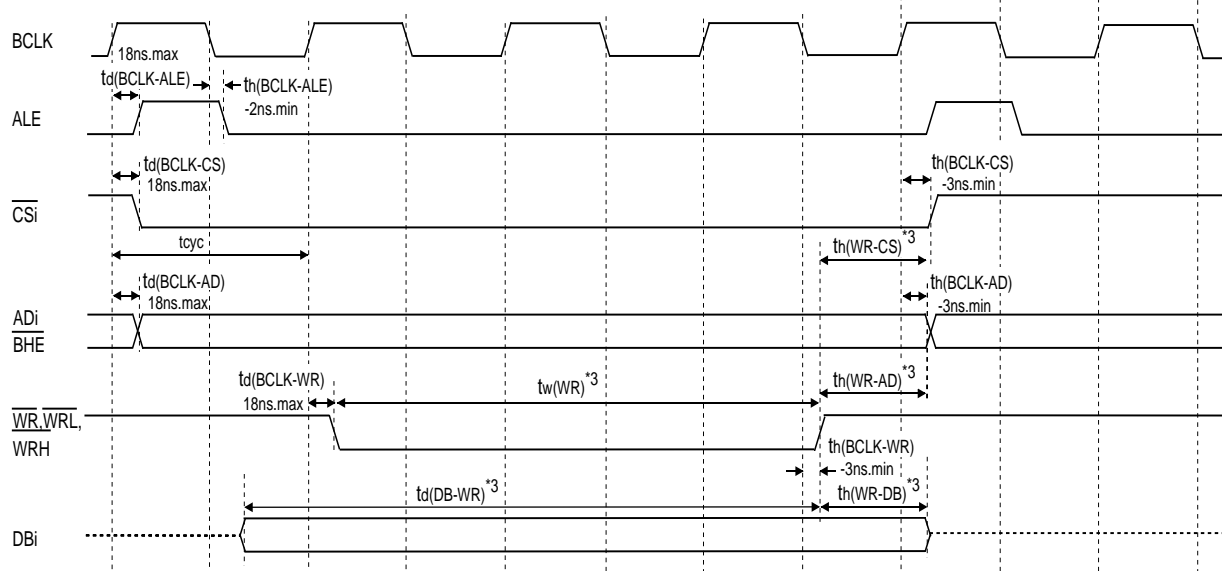 BCLK
18ns.max
td(BCLK-ALE)
th(BCLK-ALE)
-2ns.min
ALE
td(BCLK-CS)
18ns.max
th(BCLK-CS)
-3ns.min
CSi
tcyc
th(WR-CS)*3
td(BCLK-AD)
18ns.max
th(BCLK-AD)
-3ns.min
ADi
BHE
td(BCLK-WR)
18ns.max
tw(WR)*3
th(WR-AD)*3
WR,WRL,
WRH
th(BCLK-WR)
-3ns.min
td(DB-WR)*3
th(WR-DB)*3
DBi